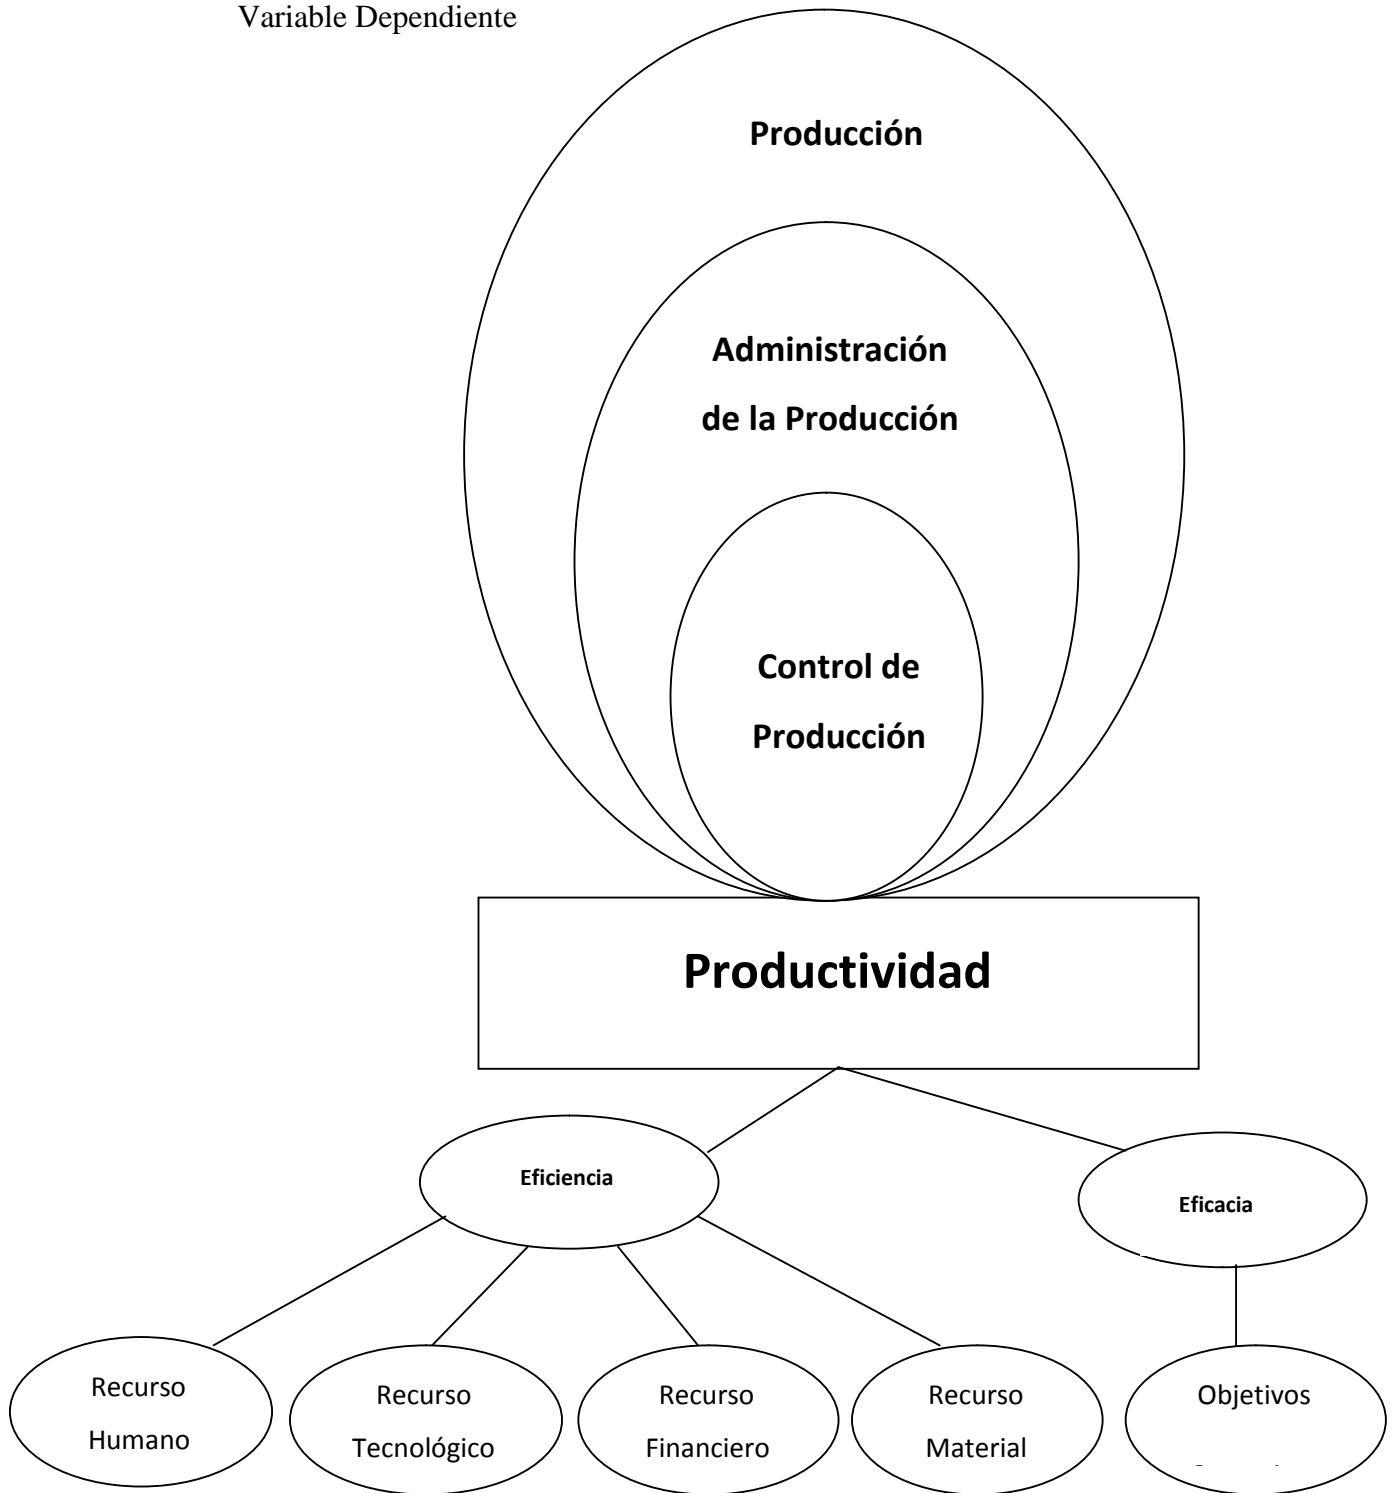 Variable Dependiente
Producción
Administración
de la Producción
Control de
Producción
Productividad
Eficiencia
Eficacia
Recurso
Humano
Recurso
Tecnológico
Recurso
Financiero
Recurso
Material
Objetivos